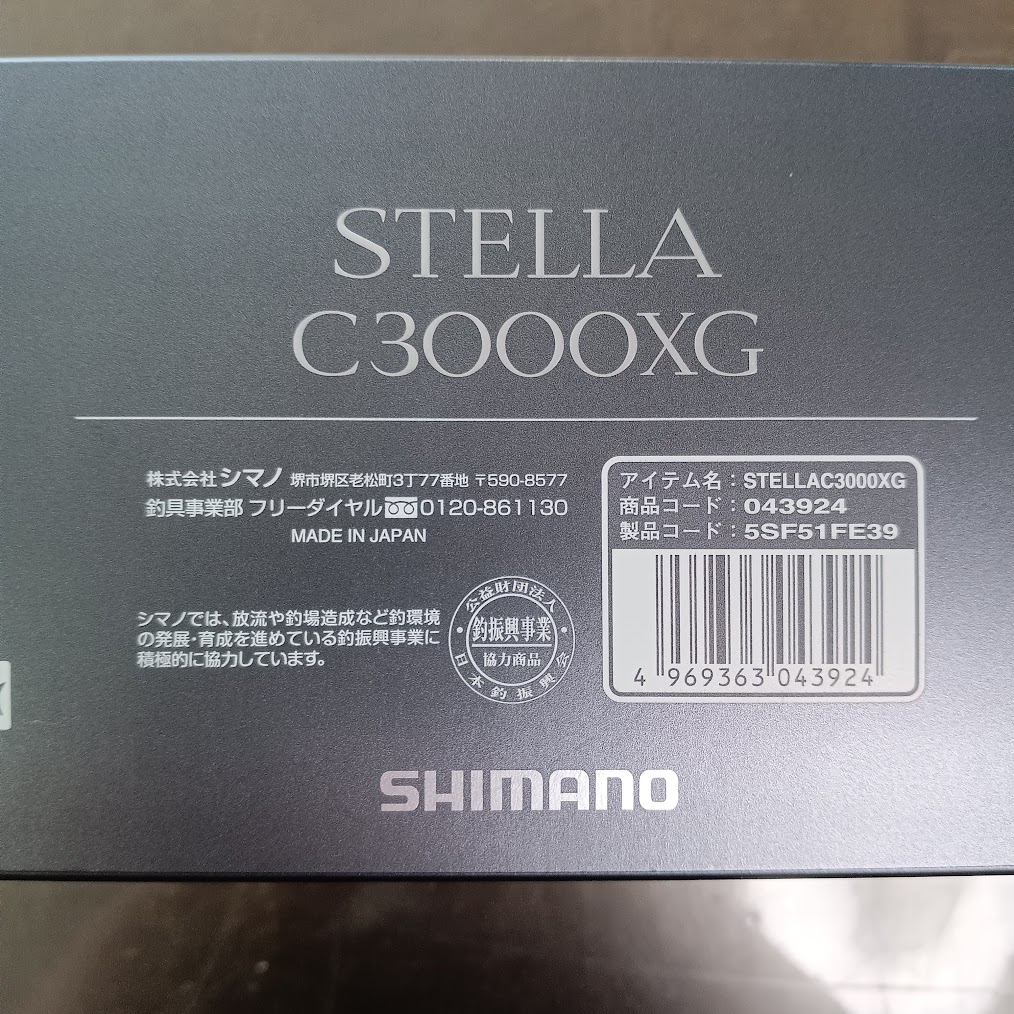 STELLA
C3000XG
株式会社シマノ 堺市堺区老松町3丁77番地 〒590-8577
釣具事業部 フリーダイヤル 0120-861130
MADE IN JAPAN
アイテム名：STELLAC3000XG
商品コード：043924
製品コード：5SF51FE39
4 969363 043924
シマノでは、放流や釣場造成など釣環境
の発展・育成を進めている釣振興事業に
積極的に協力しています。
公益財団法人
釣振興事業
協力商品
日本釣振興会
SHIMANO